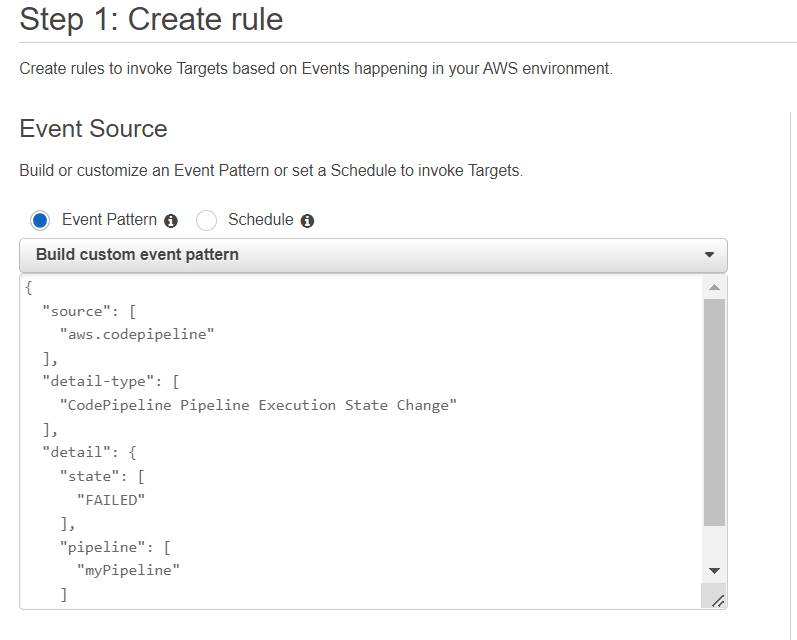 Step 1: Create rule
Create rules to invoke Targets based on Events happening in your AWS environment.
Event Source
Build or customize an Event Pattern or set a Schedule to invoke Targets.
Event Pattern Schedule
Build custom event pattern
{
  "source": [
    "aws.codepipeline"
  ],
  "detail-type": [
    "CodePipeline Pipeline Execution State Change"
  ],
  "detail": {
    "state": [
      "FAILED"
    ],
    "pipeline": [
      "myPipeline"
    ]